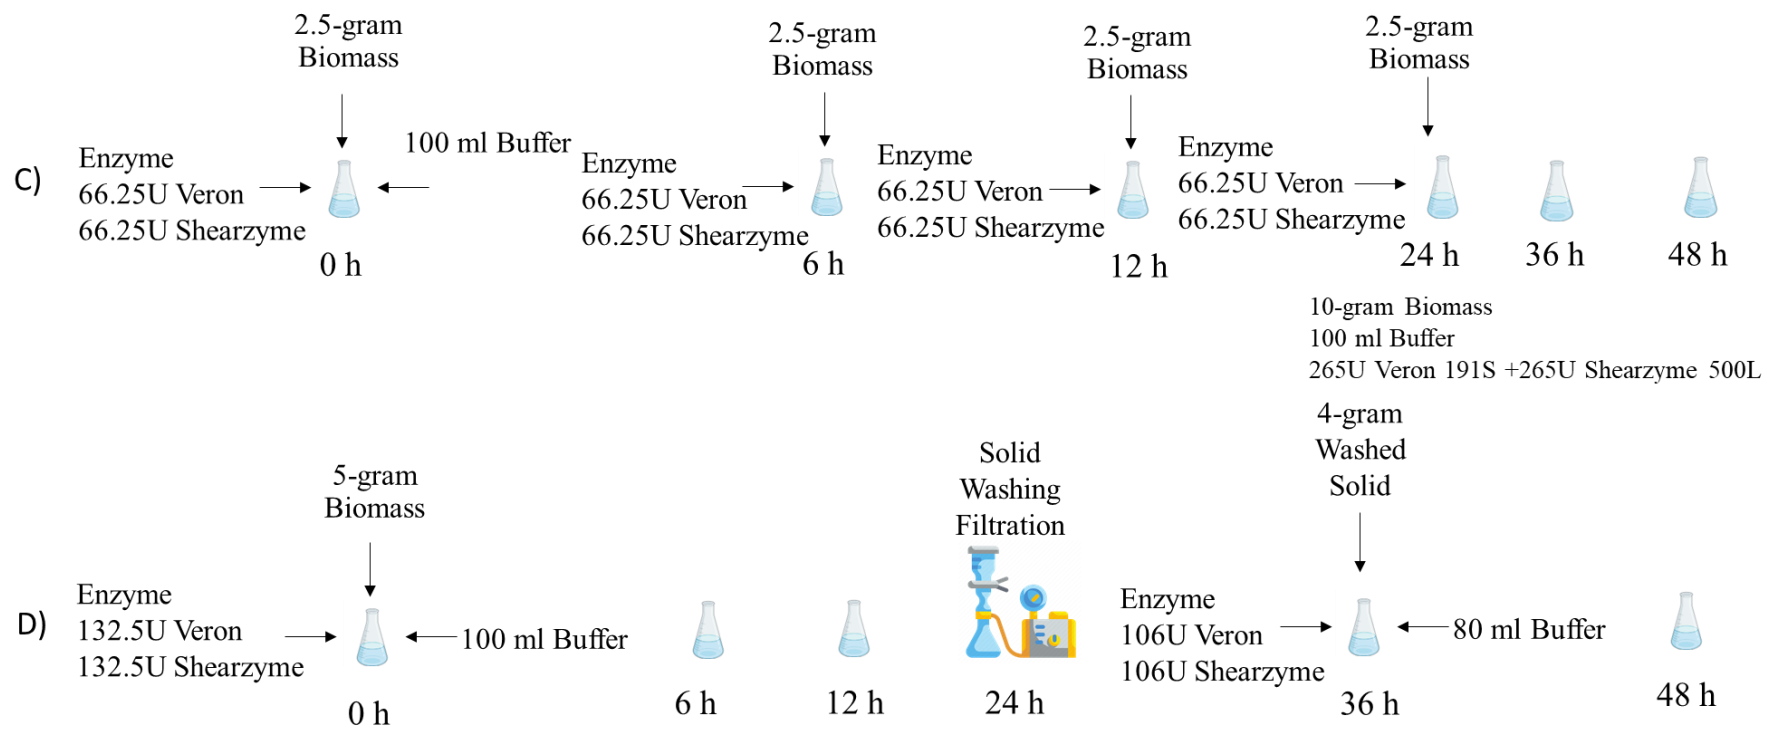 2.5-gram
Biomass
2.5-gram
Biomass
2.5-gram
Biomass
2.5-gram
Biomass
C)
Enzyme
66.25U Veron
66.25U Shearzyme
100 ml Buffer
Enzyme
66.25U Veron
66.25U Shearzyme
Enzyme
66.25U Veron
66.25U Shearzyme
Enzyme
66.25U Veron
66.25U Shearzyme
0 h
6 h
12 h
24 h
36 h
48 h
10-gram Biomass
100 ml Buffer
265U Veron 191S +265U Shearzyme 500L
D)
5-gram
Biomass
Enzyme
132.5U Veron
132.5U Shearzyme
100 ml Buffer
Solid
Washing
Filtration
4-gram
Washed
Solid
Enzyme
106U Veron
106U Shearzyme
80 ml Buffer
0 h
6 h
12 h
24 h
36 h
48 h